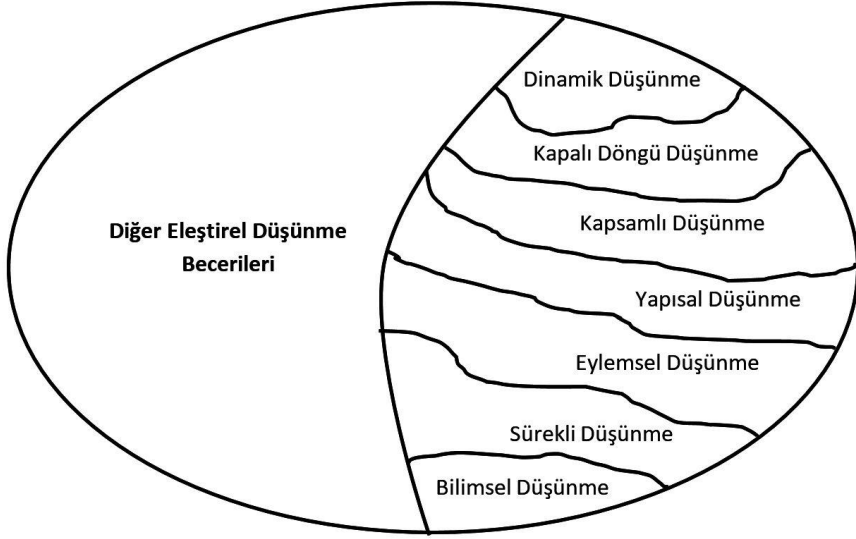 Dinamik Düşünme
Kapalı Döngü Düşünme
Kapsamlı Düşünme
Diğer Eleştirel Düşünme
Becerileri
Yapısal Düşünme
Eylemsel Düşünme
Sürekli Düşünme
Bilimsel Düşünme